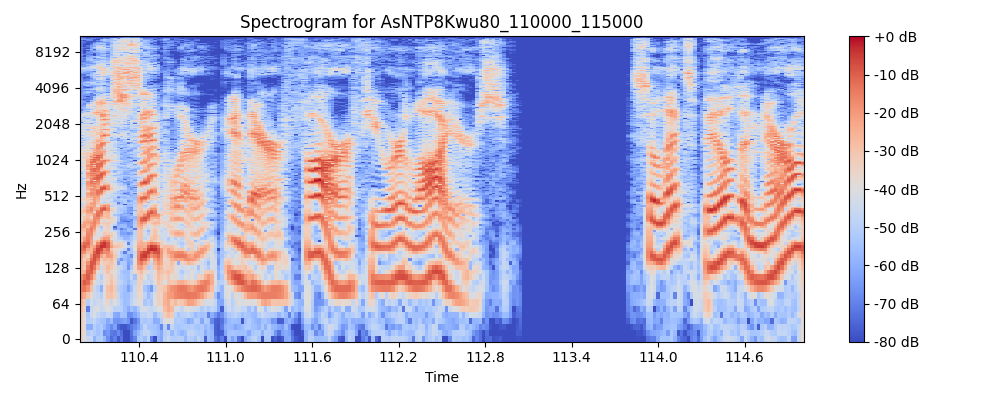 Spectrogram for AsNTP8Kwu80_110000_115000
8192
4096
2048
1024
512
256
128
64
0
Hz
110.4 111.0 111.6 112.2 112.8 113.4 114.0 114.6
Time
+0 dB
-10 dB
-20 dB
-30 dB
-40 dB
-50 dB
-60 dB
-70 dB
-80 dB